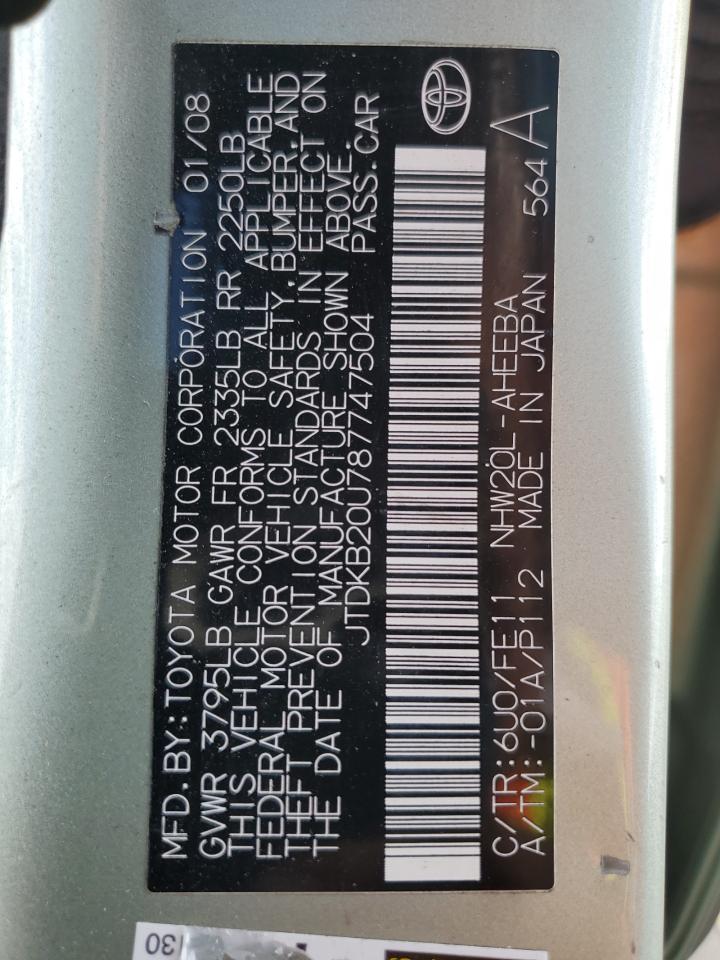 MFD. BY: TOYOTA MOTOR CORPORATION 01/08
GVWR 3795LB GAWR FR 2335LB RR 2250LB
THIS VEHICLE CONFORMS TO ALL APPLICABLE
FEDERAL MOTOR VEHICLE SAFETY, BUMPER, AND
THEFT PREVENTION STANDARDS IN EFFECT ON
THE DATE OF MANUFACTURE SHOWN ABOVE.
JTDKB20U787747504 PASS. CAR
C/TR: 6U0/FE11 NHW20L-AHEEBA
A/TM: -01A/P112 MADE IN JAPAN 564 A
30